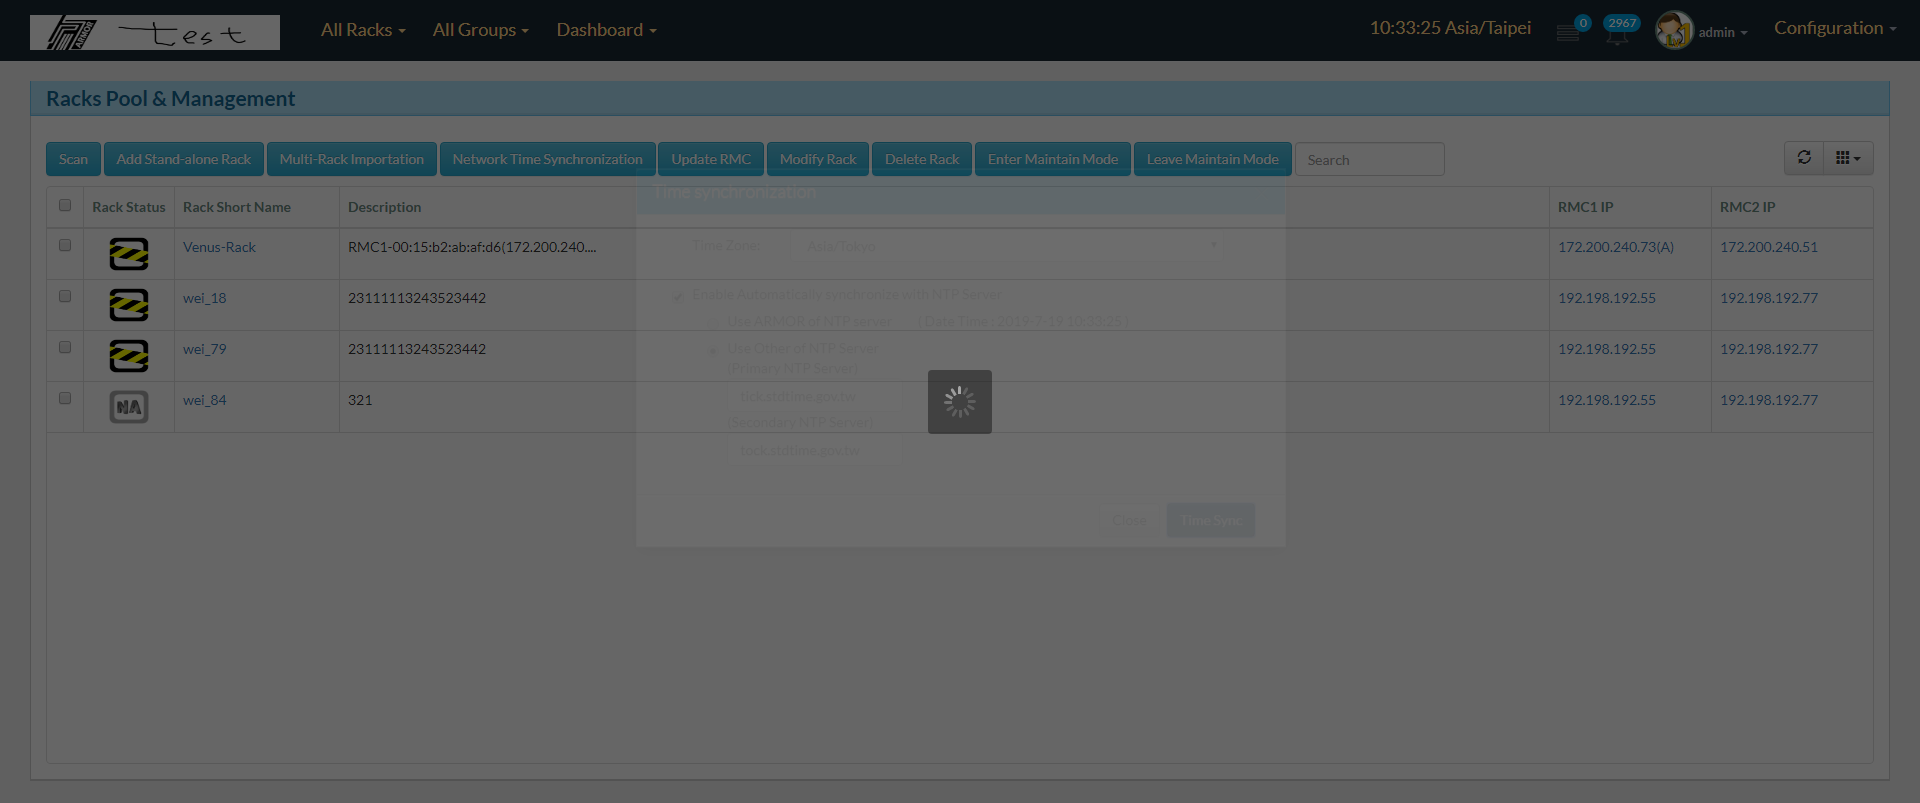 ARMOR test All Racks All Groups Dashboard 10:33:25 Asia/Taipei 0 2967 admin Configuration
Racks Pool & Management
Scan Add Stand-alone Rack Multi-Rack Importation Network Time Synchronization Update RMC Modify Rack Delete Rack Enter Maintain Mode Leave Maintain Mode Search
Time synchronization
Rack Status Rack Short Name Description RMC1 IP RMC2 IP
Venus-Rack RMC1-00:15:b2:ab:af:d6(172.200.240.... 172.200.240.73(A) 172.200.240.51
wei_18 23111113243523442 192.198.192.55 192.198.192.77
wei_79 23111113243523442 192.198.192.55 192.198.192.77
NA wei_84 321 192.198.192.55 192.198.192.77
Time Zone: Asia/Tokyo
Enable Automatically synchronize with NTP Server
Use ARMOR of NTP server ( Date Time : 2019-7-19 10:33:25 )
Use Other of NTP Server
(Primary NTP Server)
tick.stdtime.gov.tw
(Secondary NTP Server)
tock.stdtime.gov.tw
Close Time Sync